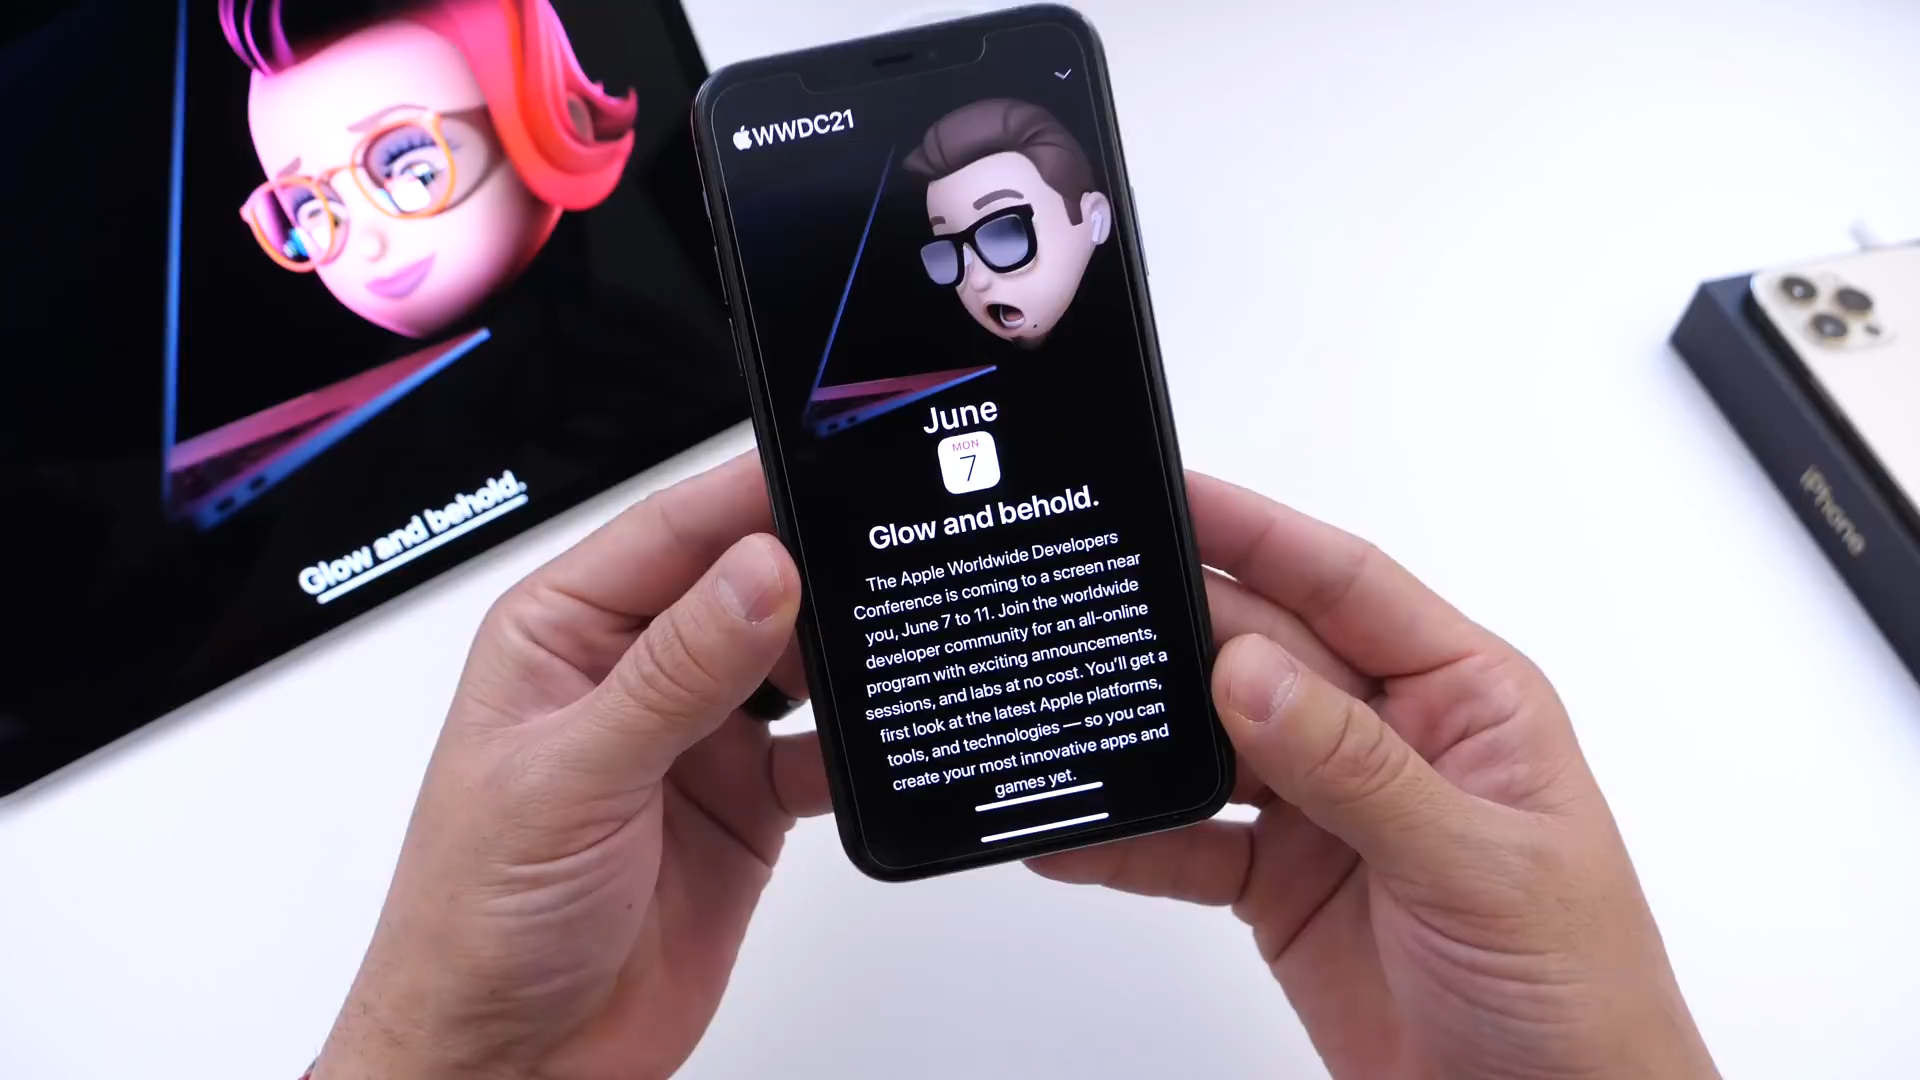 WWDC21
June
MON
7
Glow and behold.
The Apple Worldwide Developers
Conference is coming to a screen near
you, June 7 to 11. Join the worldwide
developer community for an all-online
program with exciting announcements,
sessions, and labs at no cost. You'll get a
first look at the latest Apple platforms,
tools, and technologies — so you can
create your most innovative apps and
games yet.
Glow and behold.
iPhone